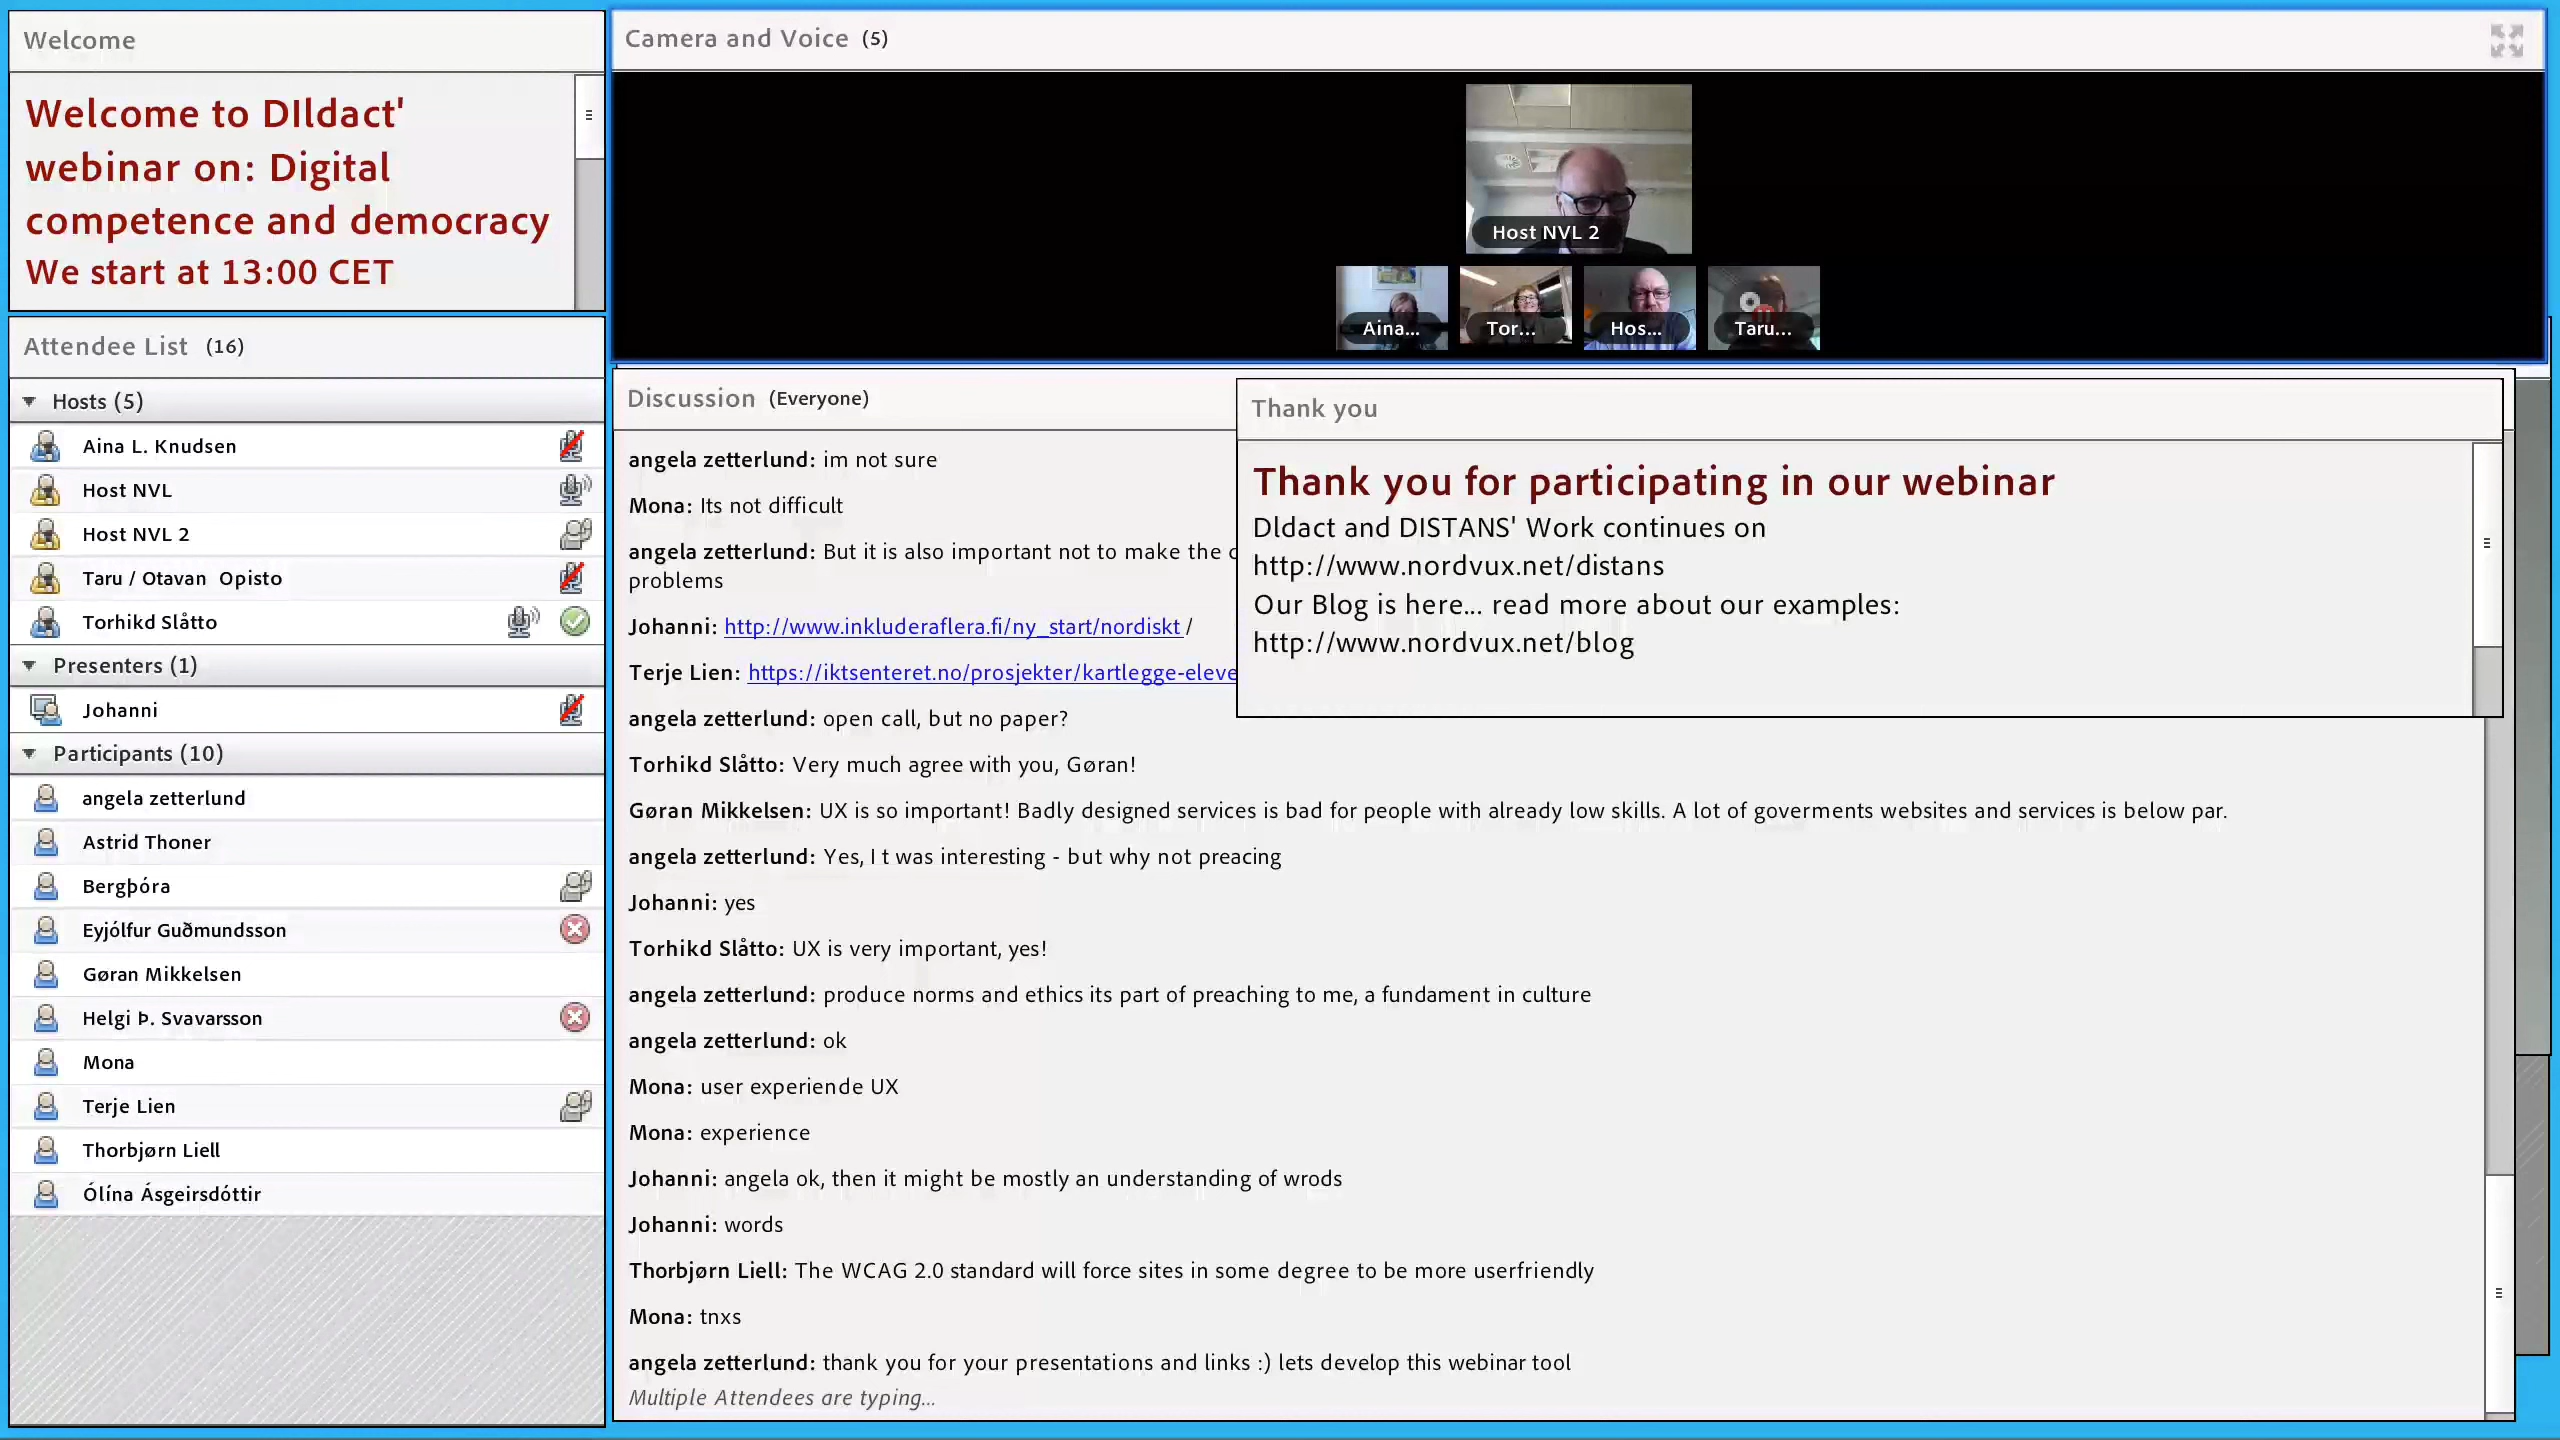 Welcome
Welcome to DIldact'
webinar on: Digital
competence and democracy
We start at 13:00 CET
Attendee List (16)
Hosts (5)
Aina L. Knudsen
Host NVL
Host NVL 2
Taru / Otavan Opisto
Torhikd Slåtto
Presenters (1)
Johanni
Participants (10)
angela zetterlund
Astrid Thoner
Bergþóra
Eyjólfur Guðmundsson
Gøran Mikkelsen
Helgi Þ. Svavarsson
Mona
Terje Lien
Thorbjørn Liell
Ólína Ásgeirsdóttir
Camera and Voice (5)
Host NVL 2
Aina...
Tor...
Hos...
Taru...
Discussion (Everyone)
angela zetterlund: im not sure
Mona: Its not difficult
angela zetterlund: But it is also important not to make the
problems
Johanni: http://www.inkluderaflera.fi/ny_start/nordiskt/
Terje Lien: https://iktsenteret.no/prosjekter/kartlegge-eleve
angela zetterlund: open call, but no paper?
Torhikd Slåtto: Very much agree with you, Gøran!
Gøran Mikkelsen: UX is so important! Badly designed services is bad for people with already low skills. A lot of goverments websites and services is below par.
angela zetterlund: Yes, I t was interesting - but why not preacing
Johanni: yes
Torhikd Slåtto: UX is very important, yes!
angela zetterlund: produce norms and ethics its part of preaching to me, a fundament in culture
angela zetterlund: ok
Mona: user experiende UX
Mona: experience
Johanni: angela ok, then it might be mostly an understanding of wrods
Johanni: words
Thorbjørn Liell: The WCAG 2.0 standard will force sites in some degree to be more userfriendly
Mona: tnxs
angela zetterlund: thank you for your presentations and links :) lets develop this webinar tool
Multiple Attendees are typing...
Thank you
Thank you for participating in our webinar
Dldact and DISTANS' Work continues on
http://www.nordvux.net/distans
Our Blog is here... read more about our examples:
http://www.nordvux.net/blog